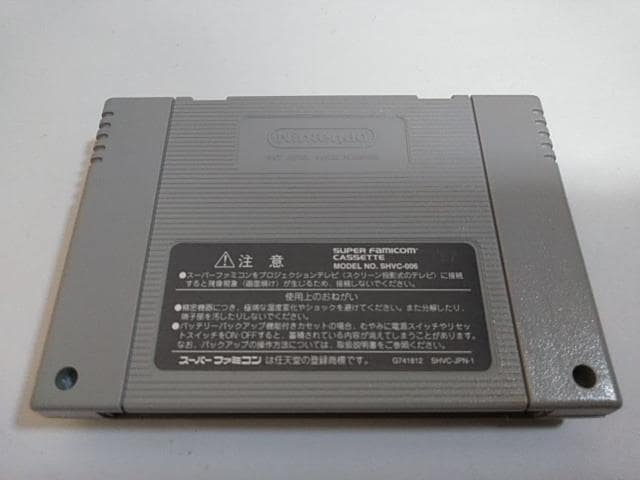 Nintendo
⚠注意
SUPER Famicom
CASSETTE
MODEL NO. SHVC-006
●スーパーファミコンをプロジェクションテレビ(スクリーン投影式のテレビ)に接続
すると残像現象(画面焼け)が生じるため、接続しないでください。
使用上のおねがい
●精密機器につき、極端な温度変化やショックを避けてください。また分解したり、
端子部を汚したりしないでください。
●バッテリーバックアップ機能付きカセットの場合、むやみに電源スイッチやリセッ
トスイッチをON・OFFすると、蓄積されている内容が消えてしまうことがあります。
なお、バックアップの操作方法については、取扱説明書をご参照ください。
スーパーファミコンは任天堂の登録商標です。
G741812 SHVC-JPN-1